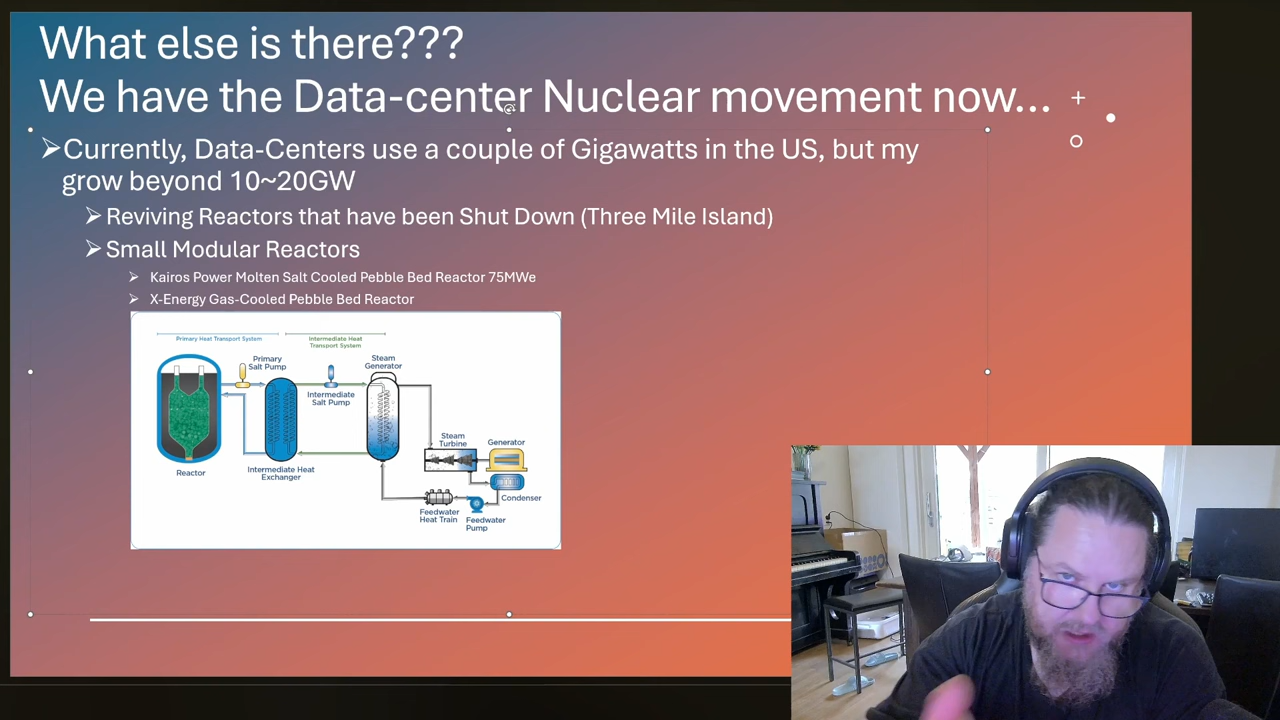 What else is there???
We have the Data-center Nuclear movement now...
Currently, Data-Centers use a couple of Gigawatts in the US, but my
grow beyond 10~20GW
Reviving Reactors that have been Shut Down (Three Mile Island)
Small Modular Reactors
Kairos Power Molten Salt Cooled Pebble Bed Reactor 75MWe
X-Energy Gas-Cooled Pebble Bed Reactor
Primary Heat Transport System
Intermediate Heat
Transport System
Primary
Salt Pump
Steam
Generator
Intermediate
Salt Pump
Reactor
Intermediate Heat
Exchanger
Steam
Turbine
Generator
Condenser
Feedwater
Heat Train
Feedwater
Pump